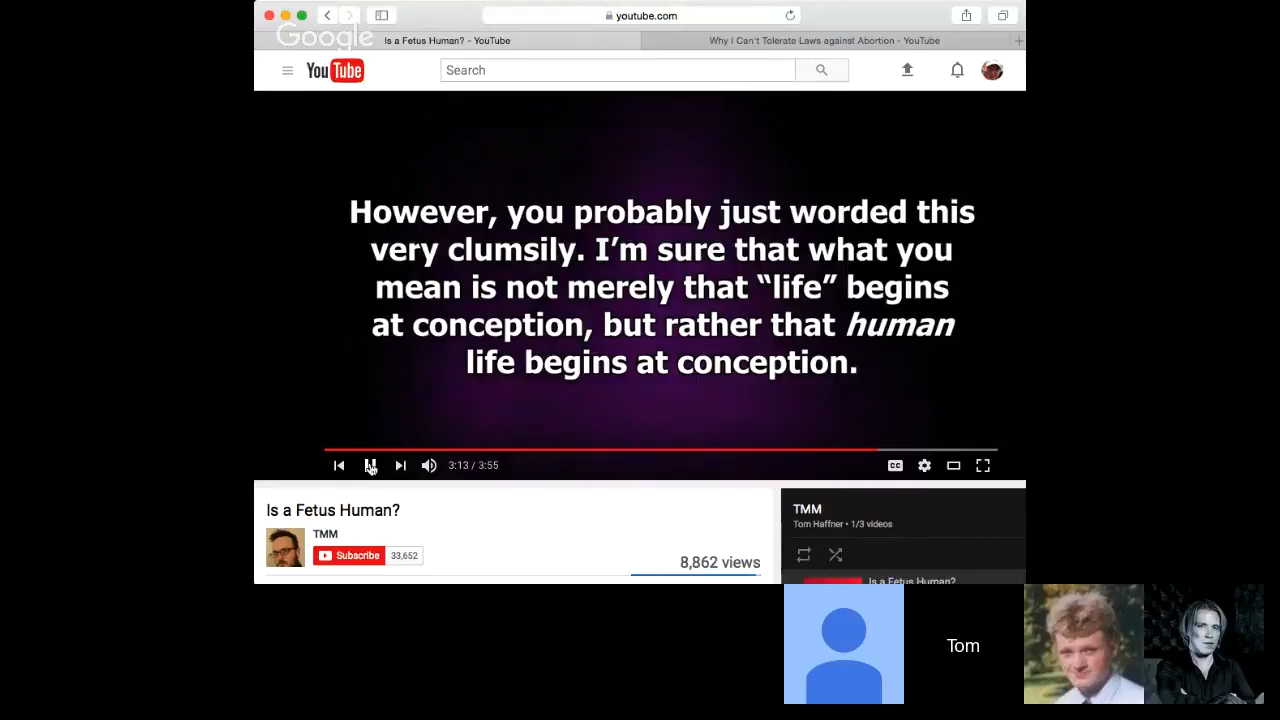 youtube.com
Google
Is a Fetus Human? - YouTube
Why I Can't Tolerate Laws against Abortion - YouTube
YouTube
Search
However, you probably just worded this
very clumsily. I'm sure that what you
mean is not merely that “life” begins
at conception, but rather that human
life begins at conception.
3:13 / 3:55
CC
Is a Fetus Human?
TMM
Subscribe 33,652
8,862 views
TMM
Tom Haffner • 1/3 videos
Is a Fetus Human?
Tom